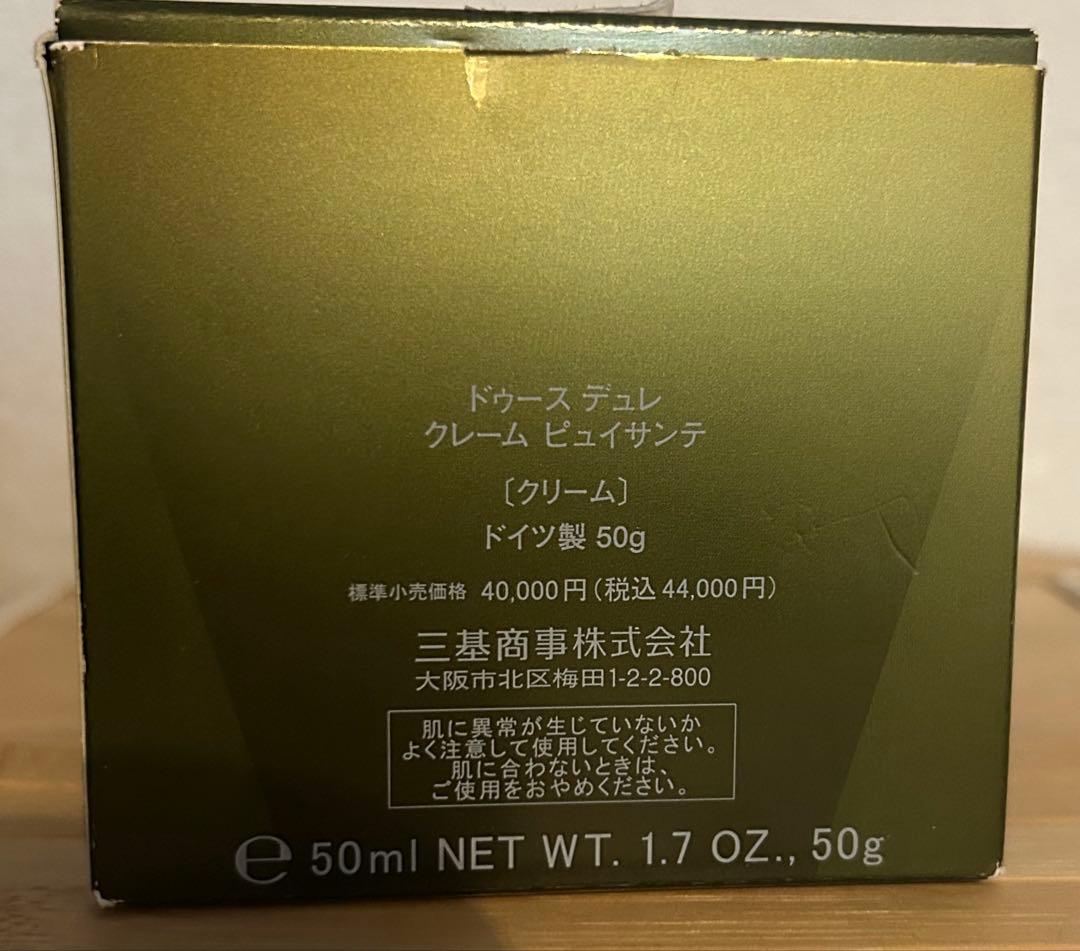 ドゥース デュレ
クレーム ピュイサンテ
〔クリーム〕
ドイツ製 50g
標準小売価格 40,000円(税込44,000円)
三基商事株式会社
大阪市北区梅田1-2-2-800
肌に異常が生じていないか
よく注意して使用してください。
肌に合わないときは、
ご使用をおやめください。
℮ 50ml NET WT. 1.7 OZ., 50g